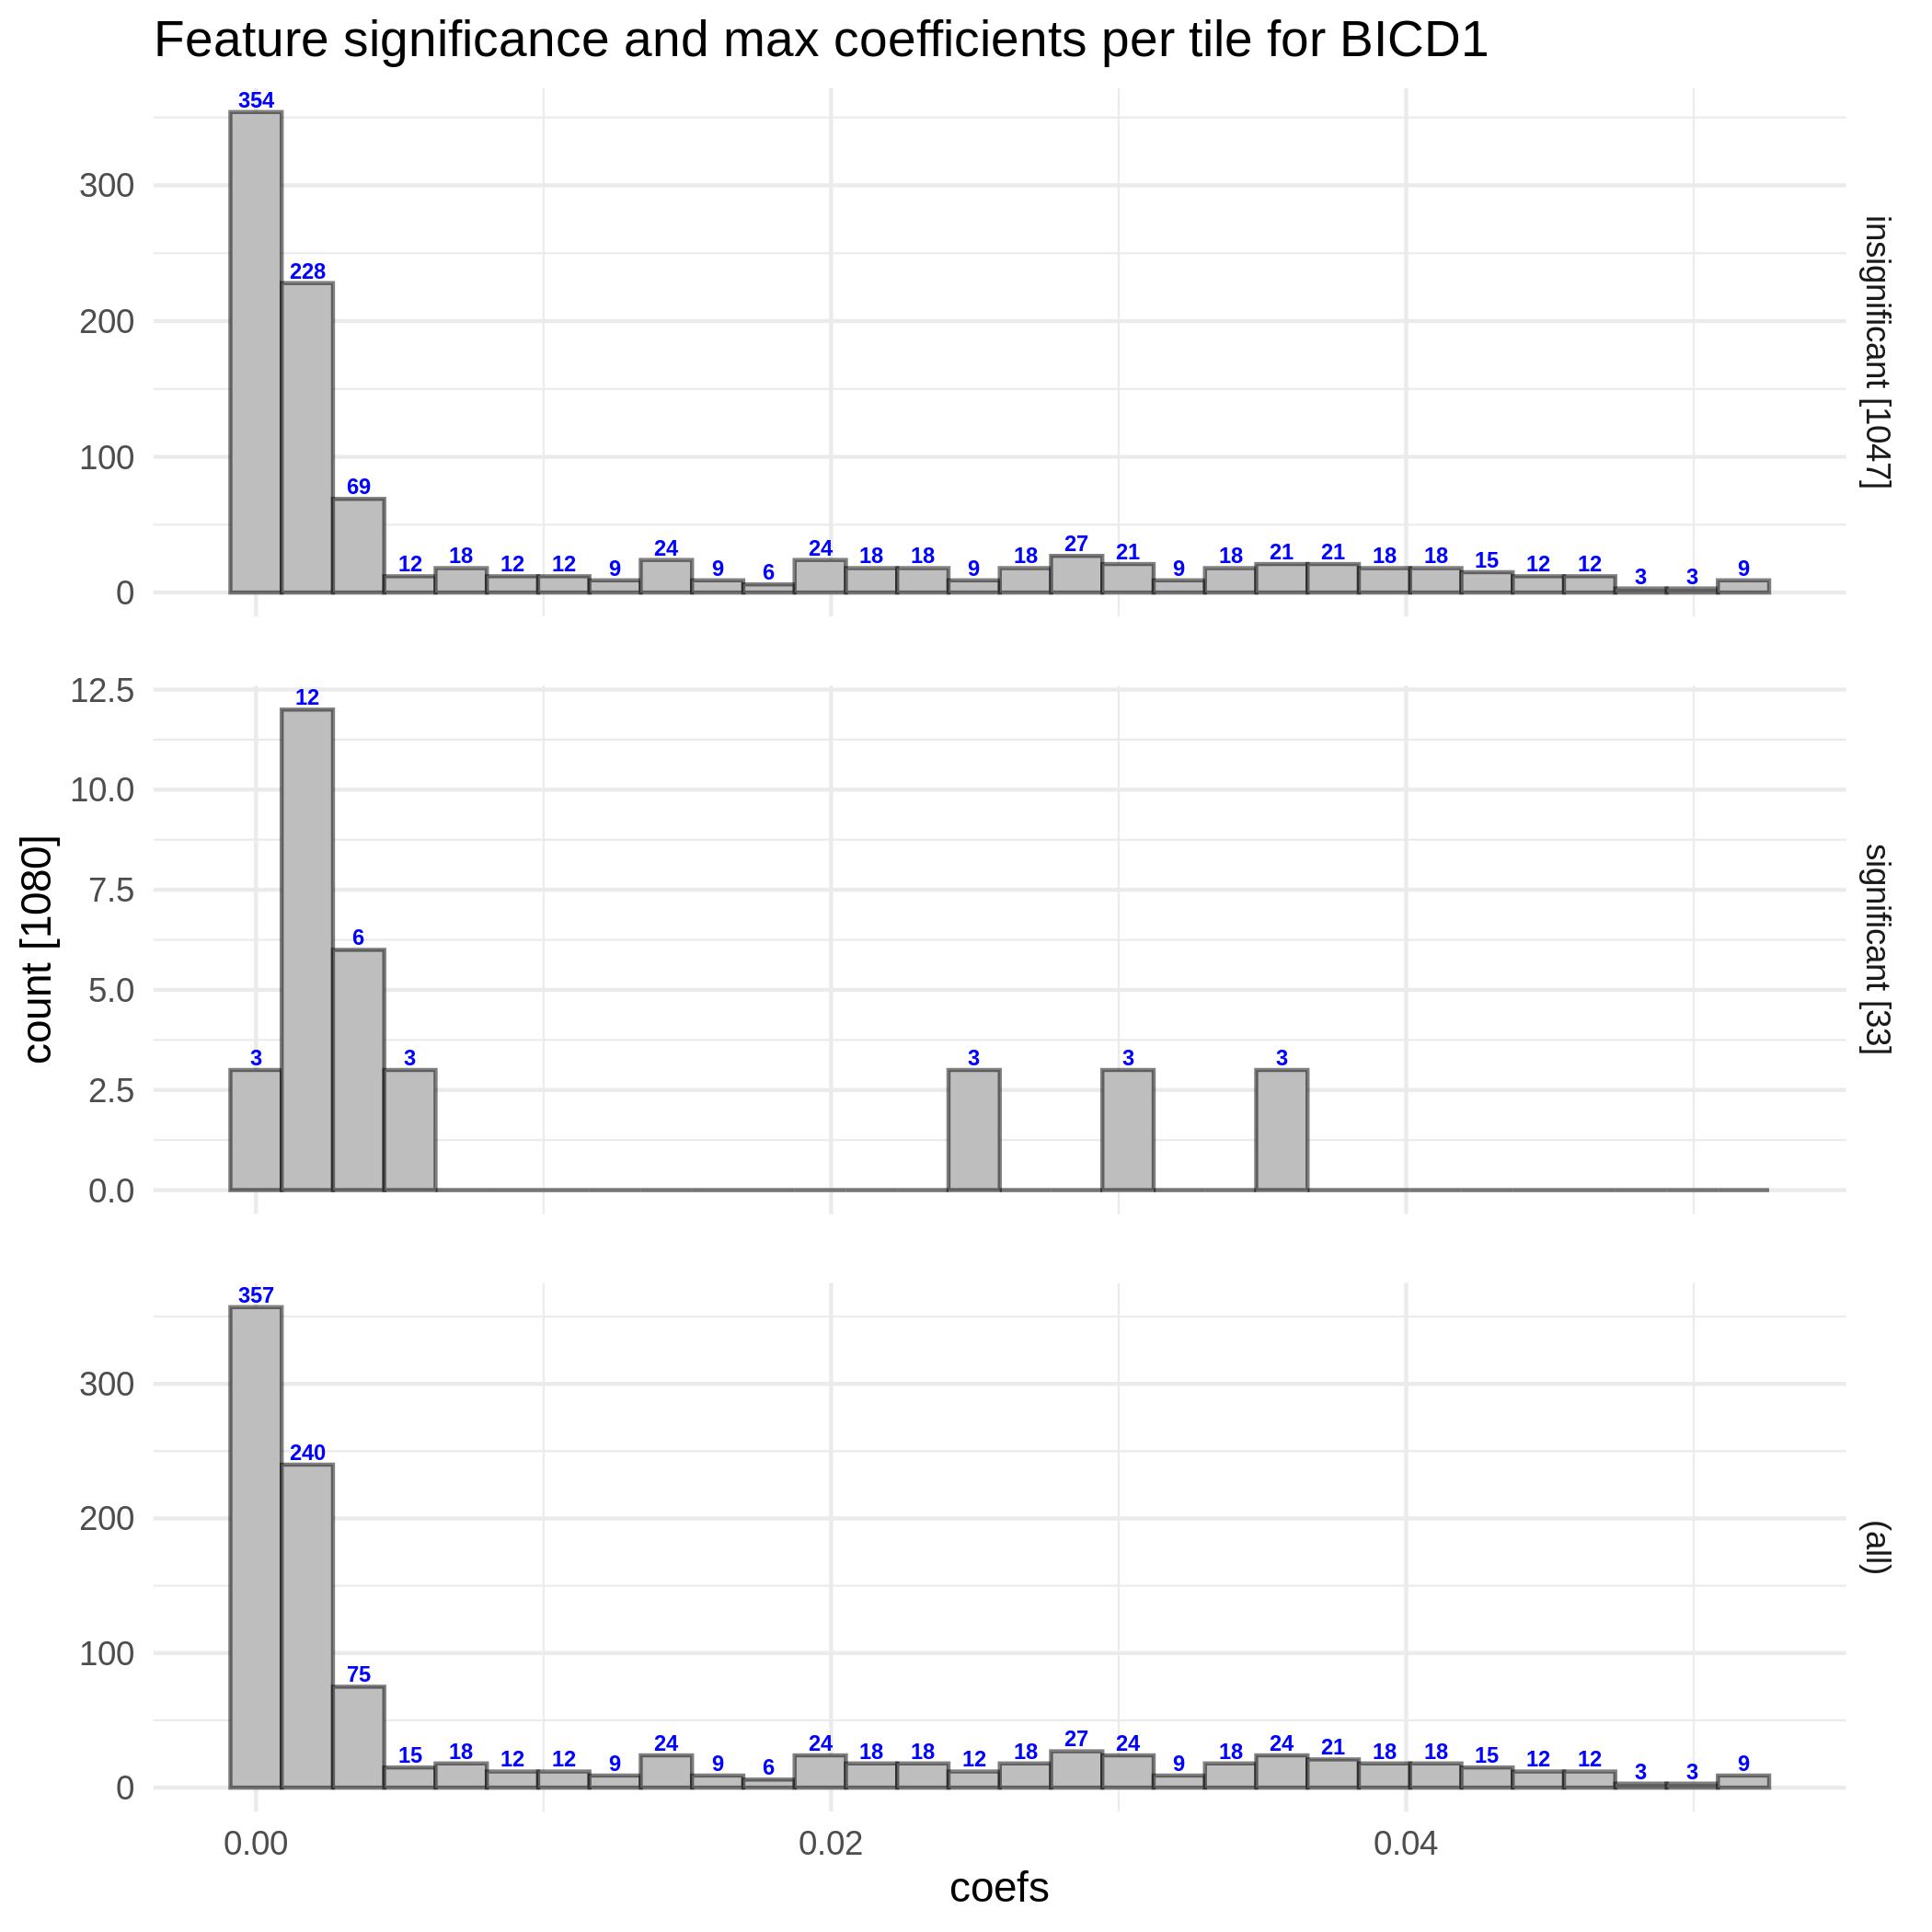 Feature significance and max coefficients per tile for BICD1
354
228
69
12 18 12 12 9 24 9 6 24 18 18 9 18 27 21 9 18 21 21 18 18 15 12 12 3 3 9
300
200
100
0
insignificant [1047]
12
6
3 3 3 3 3
12.5
10.0
7.5
5.0
2.5
0.0
significant [33]
count [1080]
357
240
75
15 18 12 12 9 24 9 6 24 18 18 12 18 27 24 9 18 24 21 18 18 15 12 12 3 3 9
300
200
100
0
(all)
0.00 0.02 0.04
coefs